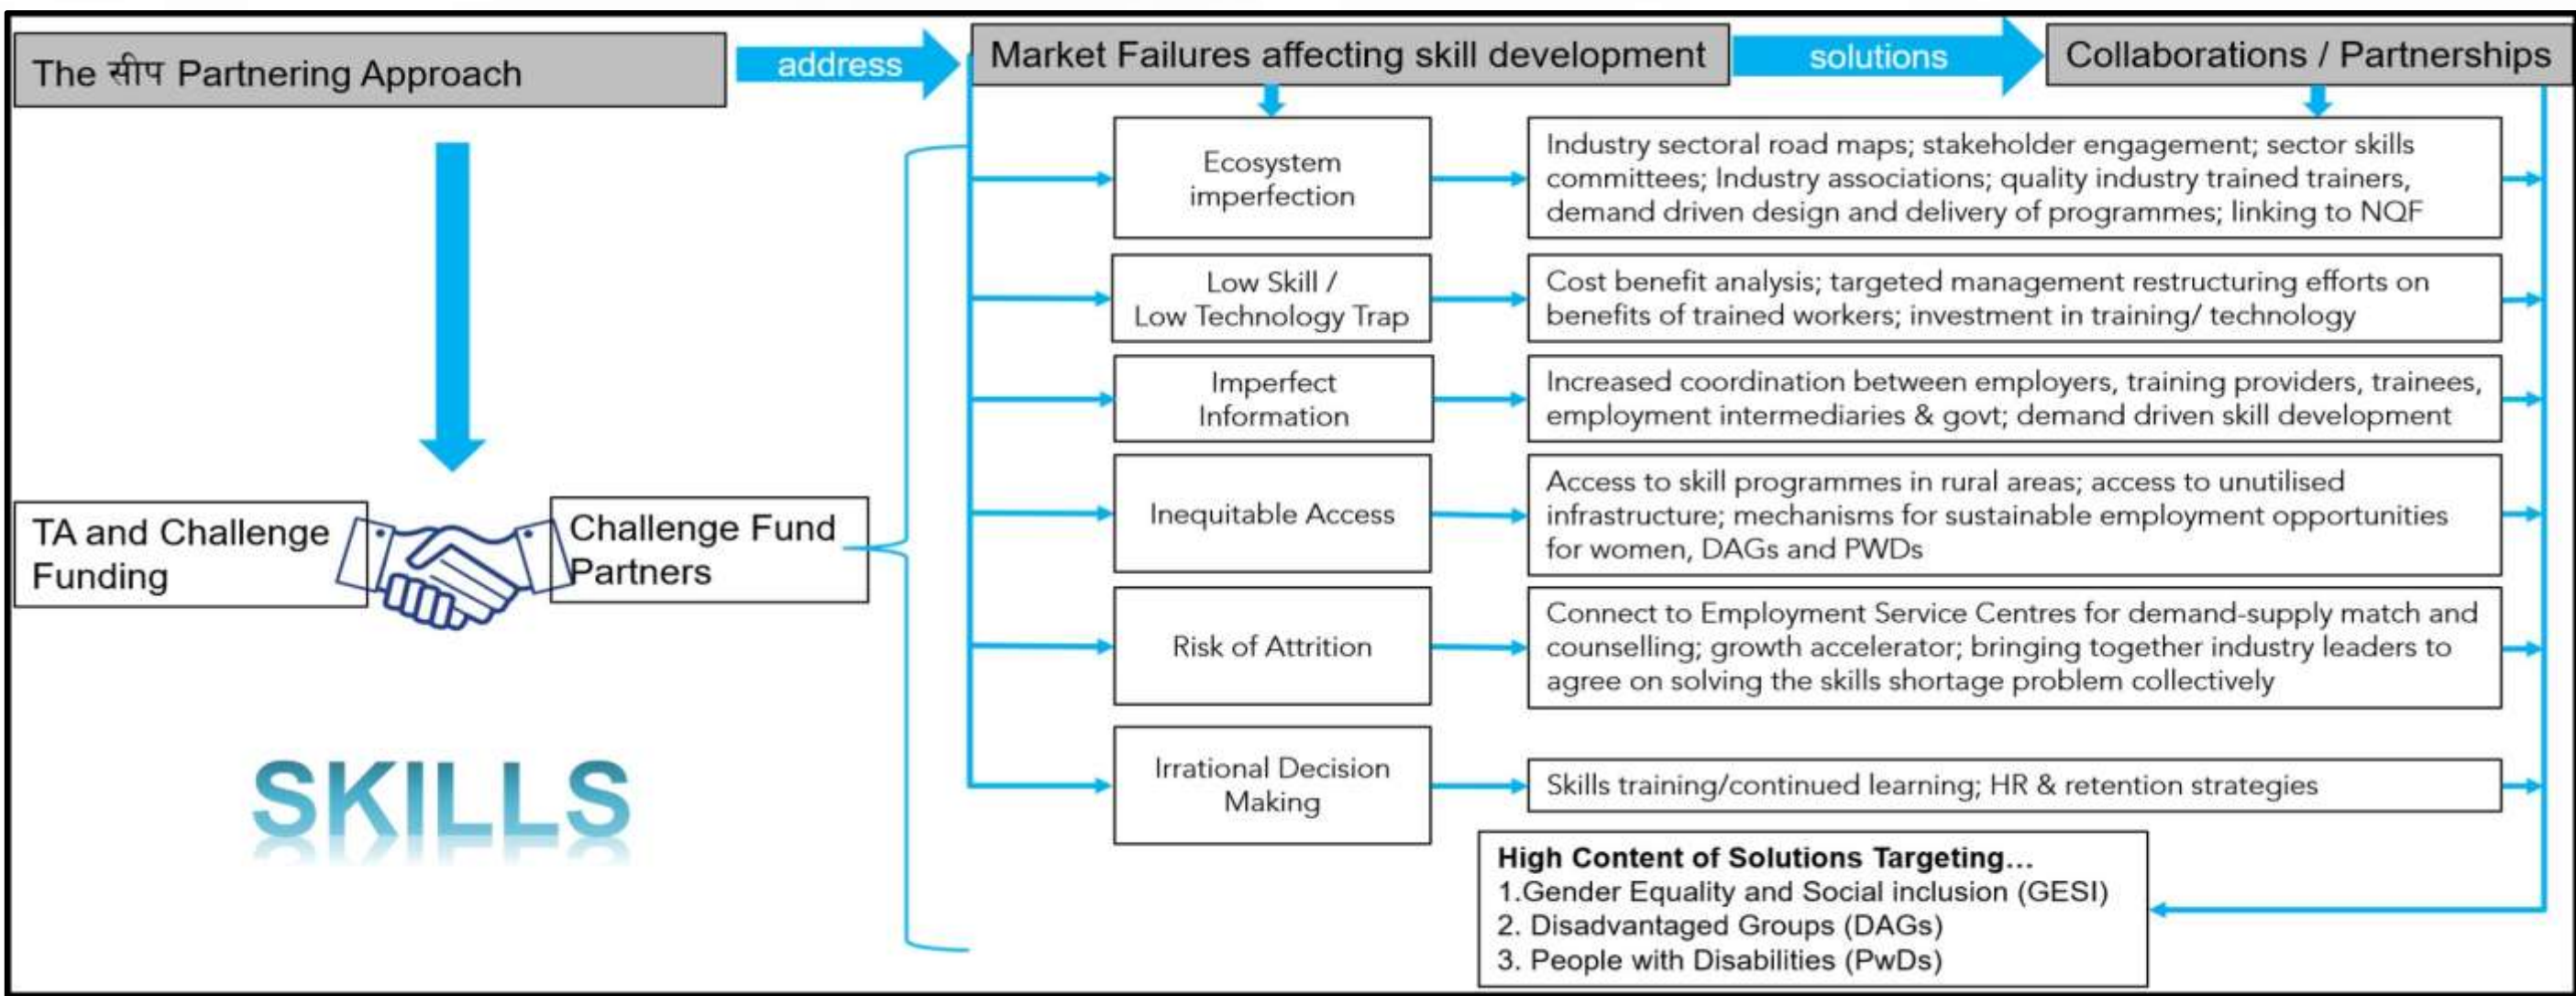 The सीप Partnering Approach
address
Market Failures affecting skill development
solutions
Collaborations / Partnerships
Ecosystem
imperfection
Industry sectoral road maps; stakeholder engagement; sector skills
committees; Industry associations; quality industry trained trainers,
demand driven design and delivery of programmes; linking to NQF
Low Skill /
Low Technology Trap
Cost benefit analysis; targeted management restructuring efforts on
benefits of trained workers; investment in training/ technology
Imperfect
Information
Increased coordination between employers, training providers, trainees,
employment intermediaries & govt; demand driven skill development
TA and Challenge
Funding
Challenge Fund
Partners
Inequitable Access
Access to skill programmes in rural areas; access to unutilised
infrastructure; mechanisms for sustainable employment opportunities
for women, DAGs and PWDs
Risk of Attrition
Connect to Employment Service Centres for demand-supply match and
counselling; growth accelerator; bringing together industry leaders to
agree on solving the skills shortage problem collectively
SKILLS
Irrational Decision
Making
Skills training/continued learning; HR & retention strategies
High Content of Solutions Targeting...
1.Gender Equality and Social inclusion (GESI)
2. Disadvantaged Groups (DAGs)
3. People with Disabilities (PwDs)